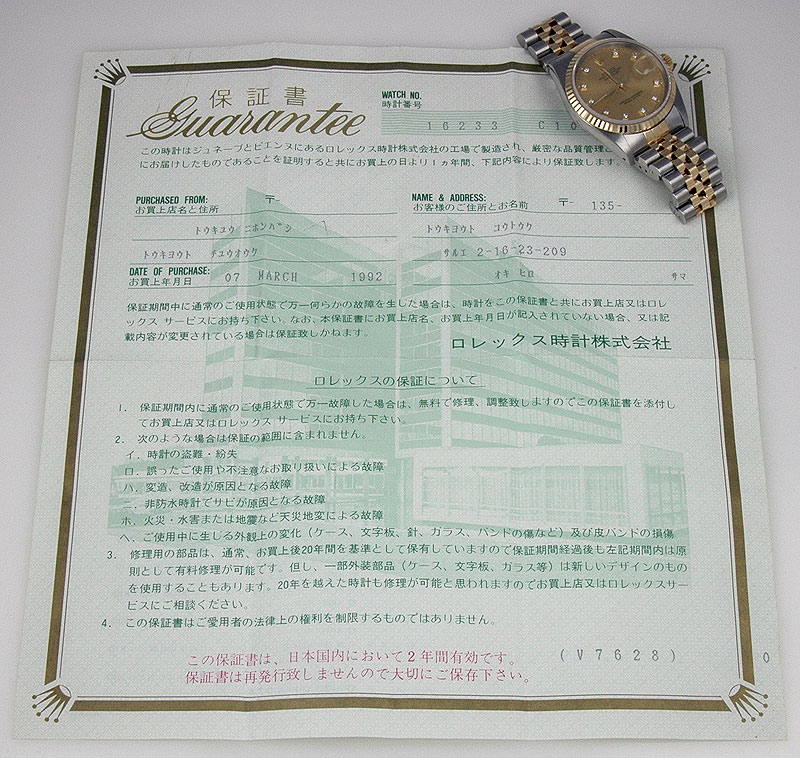 保証書
Guarantee
WATCH NO.
時計番号
16233 C10
この時計はジュネーブとビエンヌにあるロレックス時計株式会社の工場で製造され、厳密な品質管理と
にお届けしたものであることを証明すると共にお買上の日より1ヵ年間、下記内容により保証致します。
PURCHASED FROM: 〒-
お買上店名と住所
トウキユウ ニホンバシ
トウキヨウト チユウオウク
DATE OF PURCHASE: 07 MARCH 1992
お買上年月日
NAME & ADDRESS: 〒- 135-
お客様のご住所とお名前
トウキヨウト コウトウク
サルエ 2-16-23-209
オキ ヒロ サマ
保証期間中に通常のご使用状態で万一何らかの故障を生した場合は、時計をこの保証書と共にお買上店又はロレ
ックス サービスにお持ち下さい。なお、本保証書にお買上店名、お買上年月日が記入されていない場合、又は記
載内容が変更されている場合は保証致しかねます。
ロレックス時計株式会社
ロレックスの保証について
1. 保証期間内に通常のご使用状態で万一故障した場合は、無料で修理、調整致しますのでこの保証書を添付し
てお買上店又はロレックス サービスにお持ち下さい。
2. 次のような場合は保証の範囲に含まれません。
イ. 時計の盗難・紛失
ロ. 誤ったご使用や不注意なお取り扱いによる故障
ハ. 変造、改造が原因となる故障
ニ. 非防水時計でサビが原因となる故障
ホ. 火災・水害または地震など天災地変による故障
ヘ. ご使用中に生じる外観上の変化（ケース、文字板、針、ガラス、バンドの傷など）及び皮バンドの損傷
3. 修理用の部品は、通常、お買上後20年間を基準として保有していますので保証期間経過後も左記期間内は原
則として有料修理が可能です。但し、一部外装部品（ケース、文字板、ガラス等）は新しいデザインのもの
を使用することもあります。20年を越えた時計も修理が可能と思われますのでお買上店又はロレックスサー
ビスにご相談ください。
4. この保証書はご愛用者の法律上の権利を制限するものではありません。
この保証書は、日本国内において2年間有効です。
保証書は再発行致しませんので大切にご保存下さい。
(V7628) 0